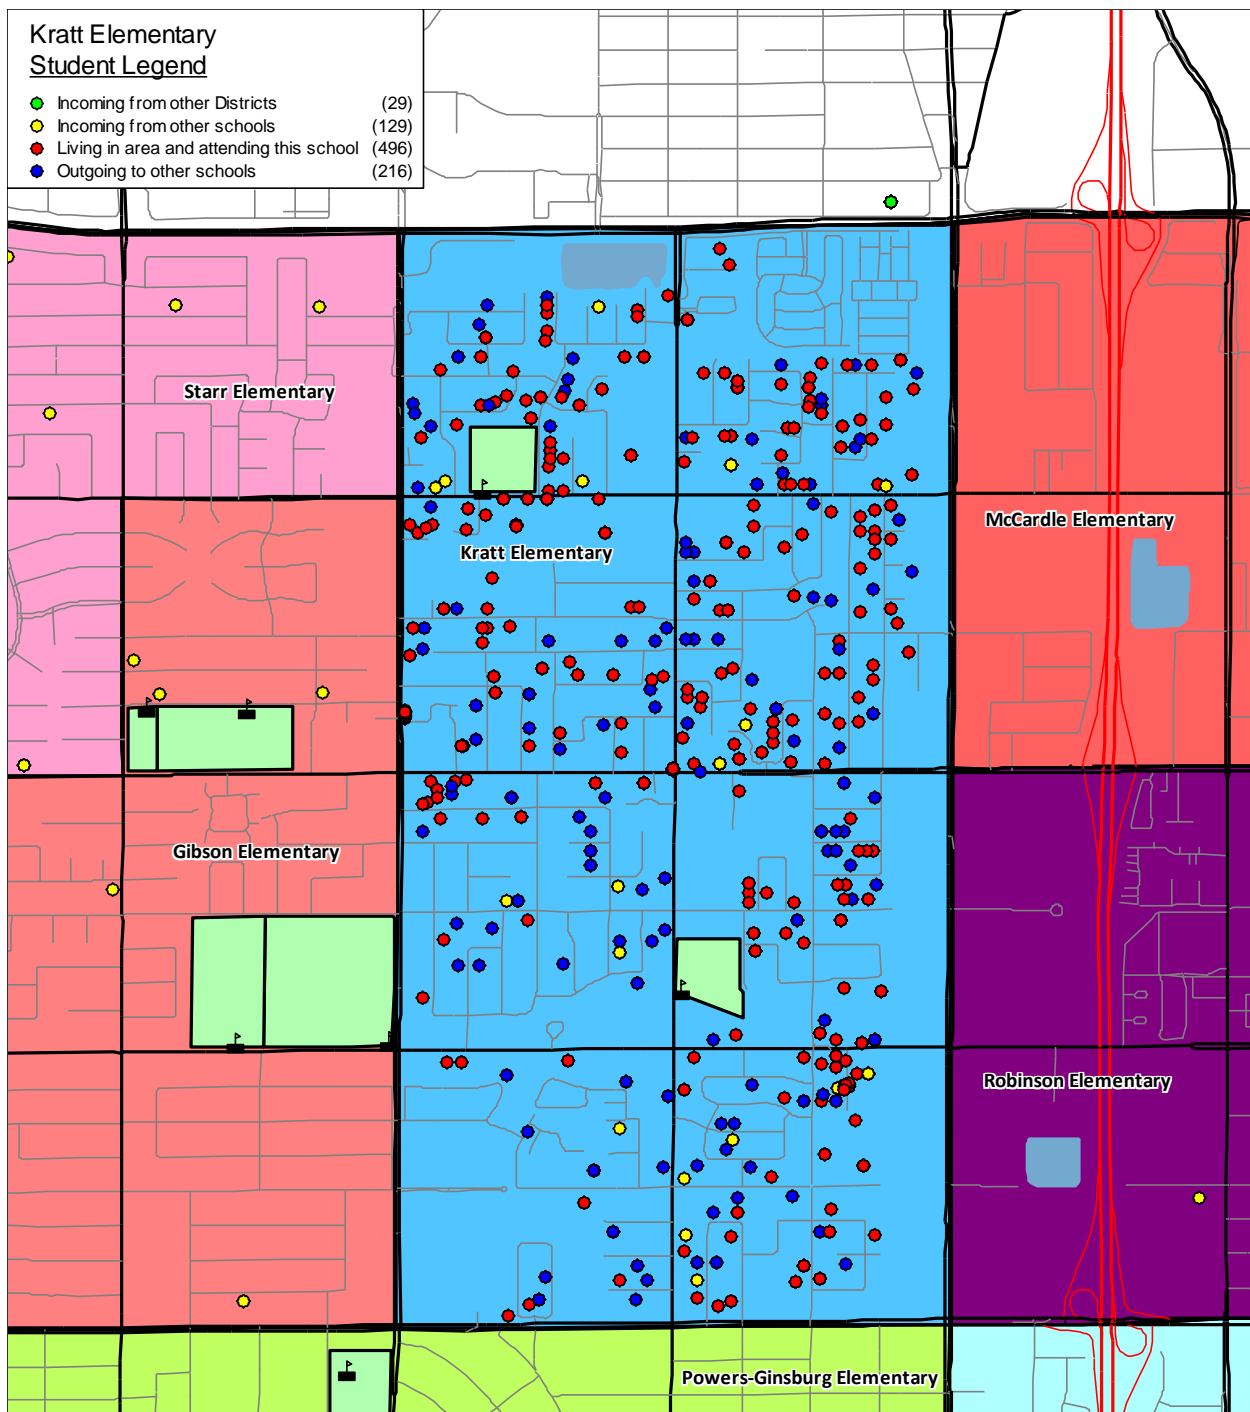 Kratt Elementary
Student Legend
Incoming from other Districts (29)
Incoming from other schools (129)
Living in area and attending this school (496)
Outgoing to other schools (216)
Starr Elementary
McCardle Elementary
Kratt Elementary
Gibson Elementary
Robinson Elementary
Powers-Ginsburg Elementary